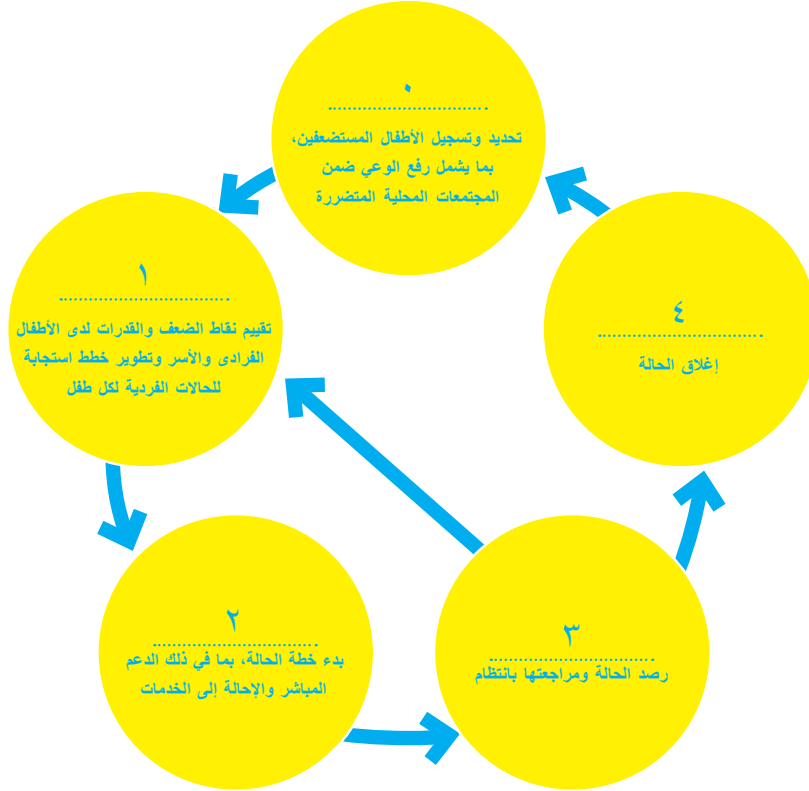 ٠
تحديد وتسجيل الأطفال المستضعفين،
بما يشمل رفع الوعي ضمن
المجتمعات المحلية المتضررة
١
تقييم نقاط الضعف والقدرات لدى الأطفال
الفرادى والأسر وتطوير خطط استجابة
للحالات الفردية لكل طفل
٢
بدء خطة الحالة، بما في ذلك الدعم
المباشر والإحالة إلى الخدمات
٣
رصد الحالة ومراجعتها بانتظام
٤
إغلاق الحالة